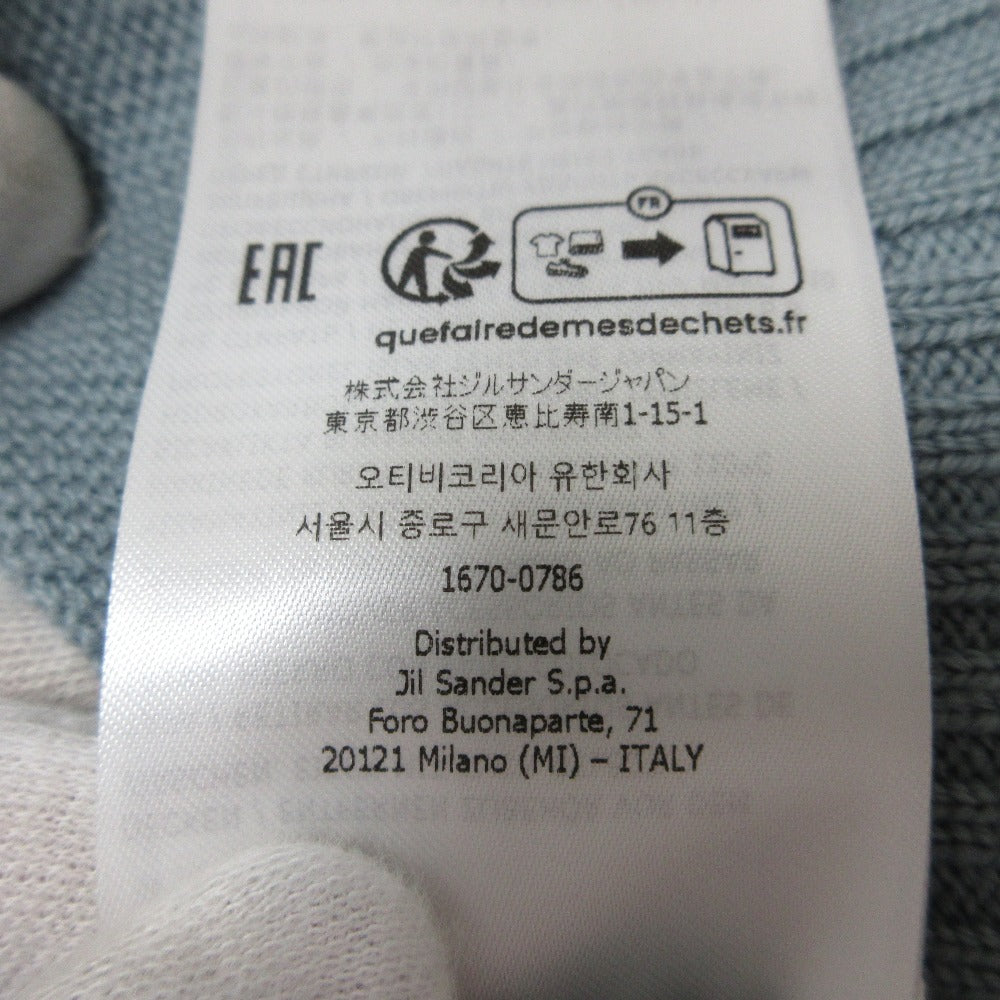 EAC
FR
quefairedemesdechets.fr
株式会社ジルサンダージャパン
東京都渋谷区恵比寿南1-15-1
오티비코리아 유한회사
서울시 종로구 새문안로76 11층
1670-0786
Distributed by
Jil Sander S.p.a.
Foro Buonaparte, 71
20121 Milano (MI) – ITALY